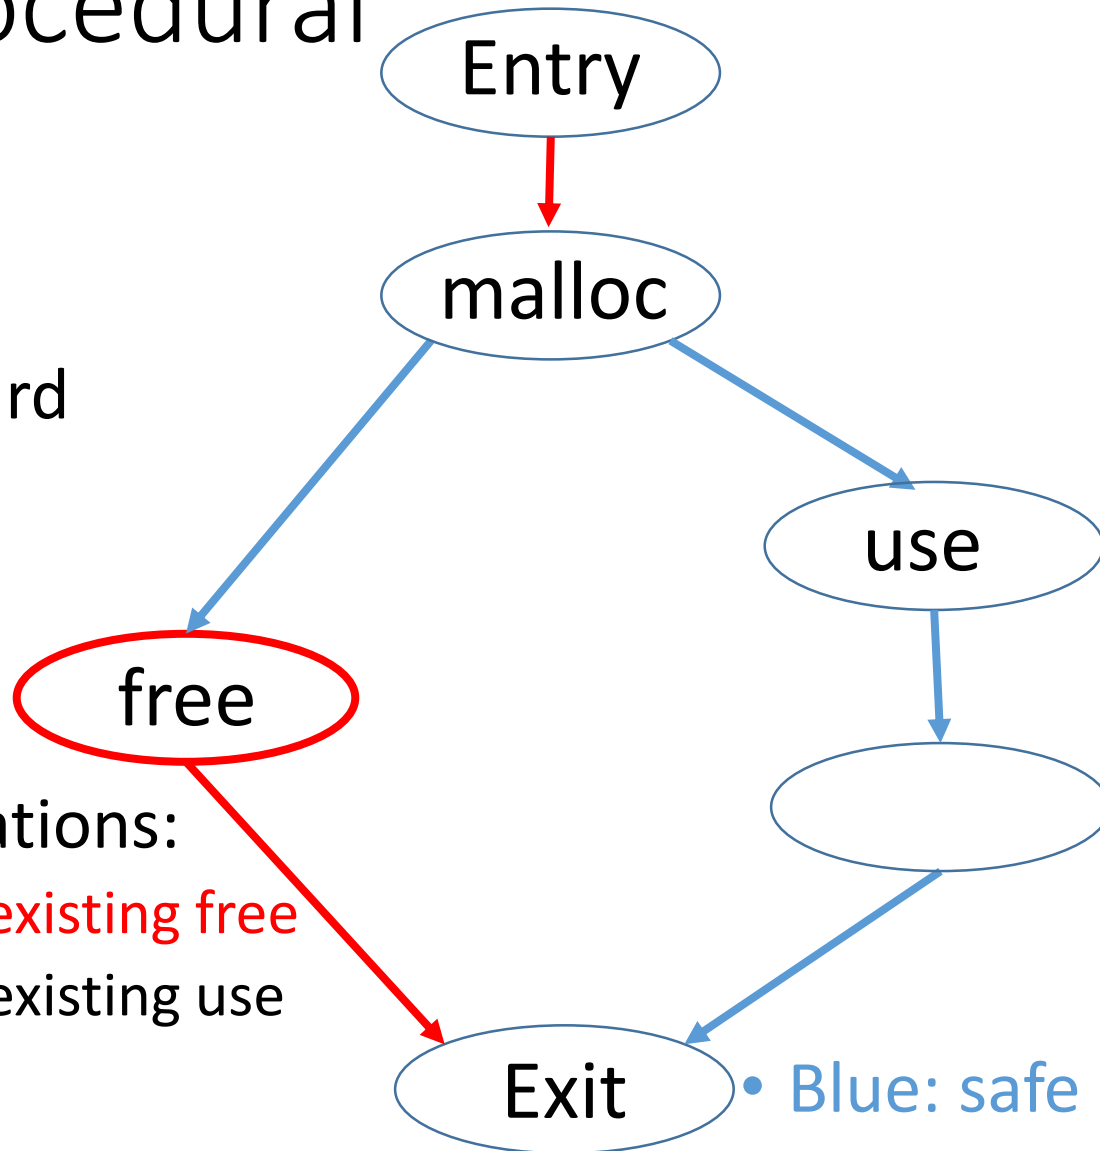 ocedural
Entry
malloc
rd
use
free
ations:
existing free
existing use
Exit
• Blue: safe